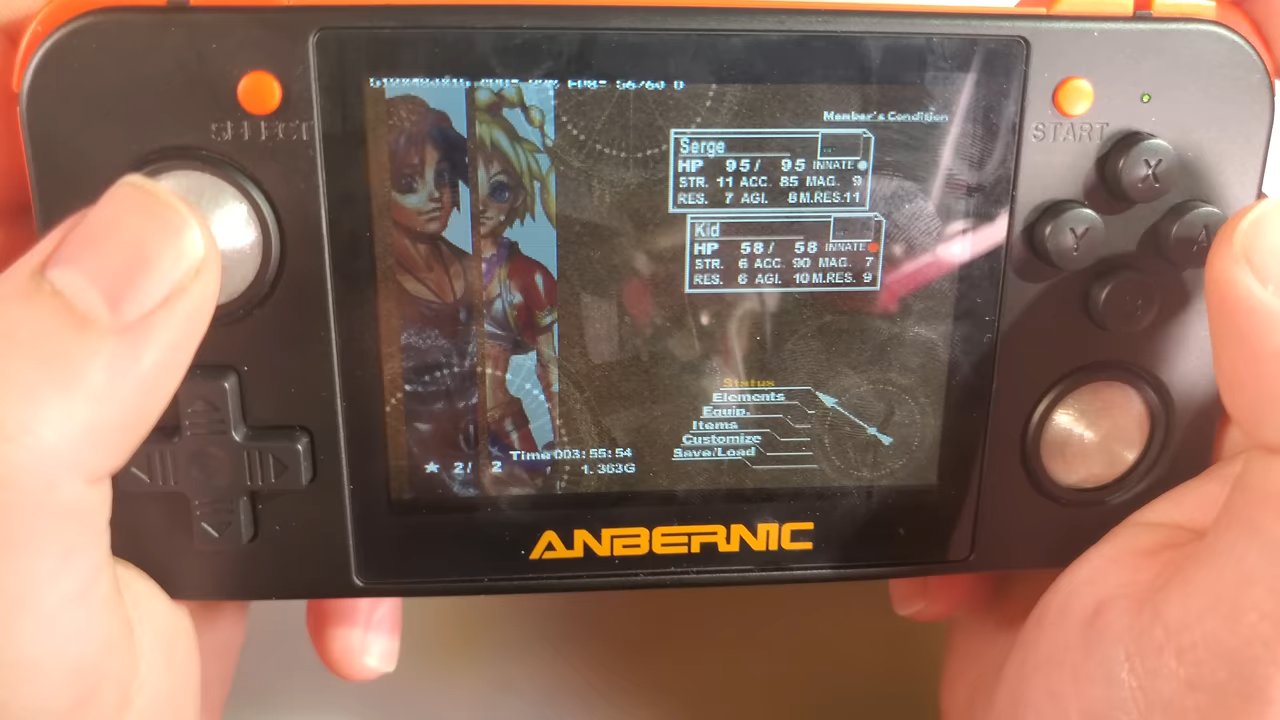 SELECT
START
X
Y
A
Member's Condition
Serge
HP 95/ 95 INNATE
STR. 11 ACC. 85 MAG. 9
RES. 7 AGI. 8 M.RES. 11
Kid
HP 58/ 58 INNATE
STR. 6 ACC. 90 MAG. 7
RES. 6 AGI. 10 M.RES. 9
Status
Elements
Equip.
Items
Customize
Save/Load
Time 003:55:54
★ 2/ 2 1.363G
ANBERNIC